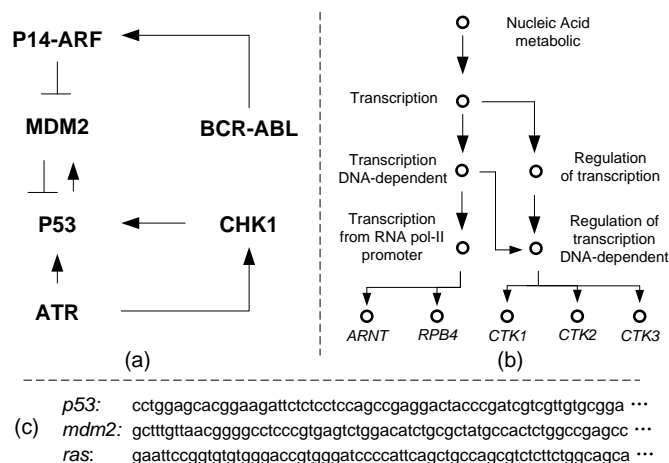 P14-ARF
MDM2
BCR-ABL
P53
CHK1
ATR
(a)
Nucleic Acid
metabolic
Transcription
Transcription
DNA-dependent
Regulation
of transcription
Transcription
from RNA pol-II
promoter
Regulation of
transcription
DNA-dependent
ARNT RPB4 CTK1 CTK2 CTK3
(b)
(c)
p53: cctggagcacggaagattctctcctccagccgaggactacccgatcgtcgttgtgcgga ···
mdm2: gctttgttaacggggcctcccgtgagtctggacatctgcgctatgccactctggccgagcc ···
ras: gaattccggtgtgtgggaccgtgggatccccattcagctgccagcgtctcttctggcagca ···